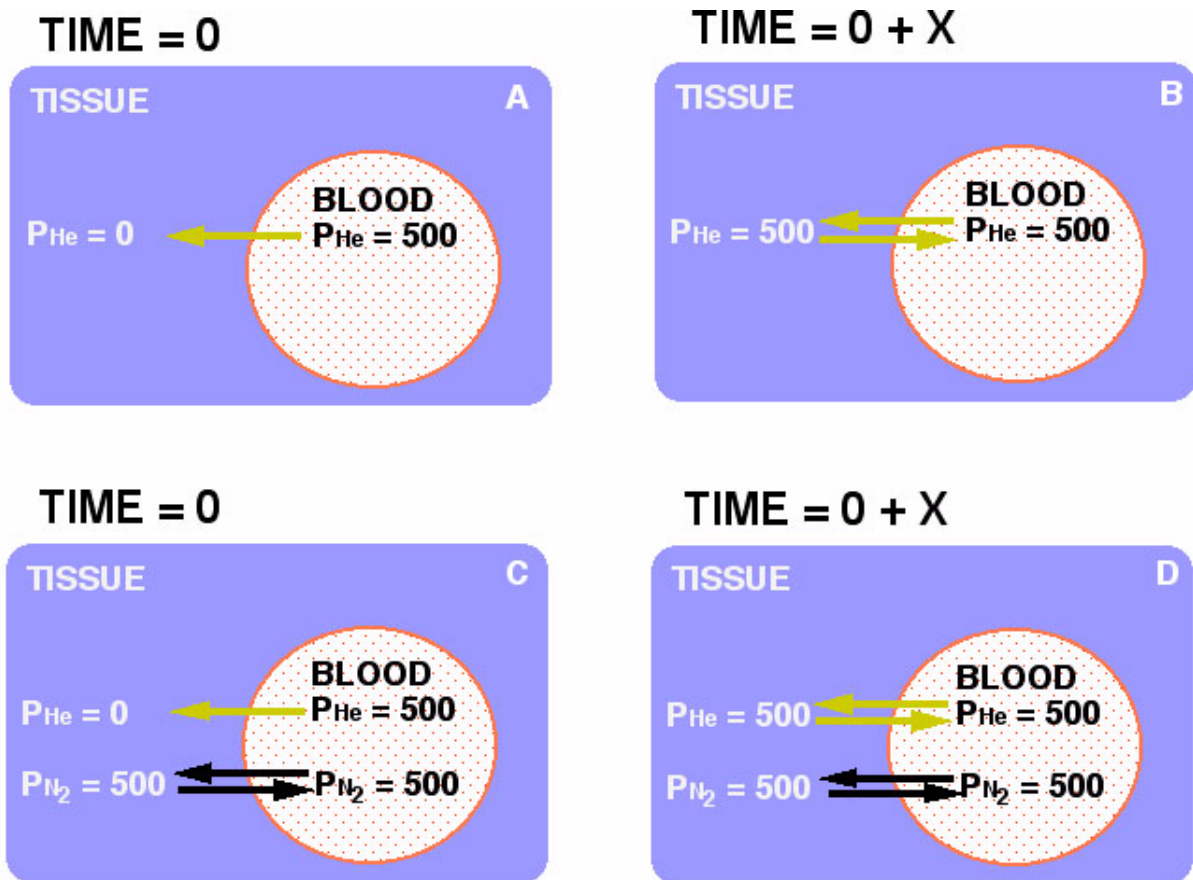 TIME = 0
TISSUE
A
BLOOD
PHe = 0
PHe = 500
TIME = 0 + X
TISSUE
B
BLOOD
PHe = 500
PHe = 500
TIME = 0
TISSUE
C
BLOOD
PHe = 0
PHe = 500
PN2 = 500
PN2 = 500
TIME = 0 + X
TISSUE
D
BLOOD
PHe = 500
PHe = 500
PN2 = 500
PN2 = 500